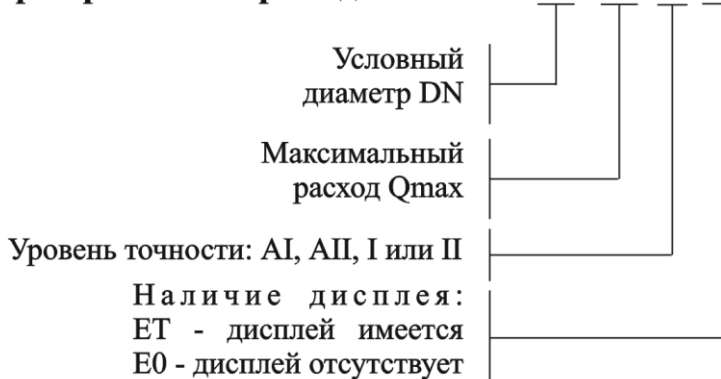 Условный
диаметр DN
Максимальный
расход Qmax
Уровень точности: AI, AII, I или II
Наличие дисплея:
ET - дисплей имеется
E0 - дисплей отсутствует